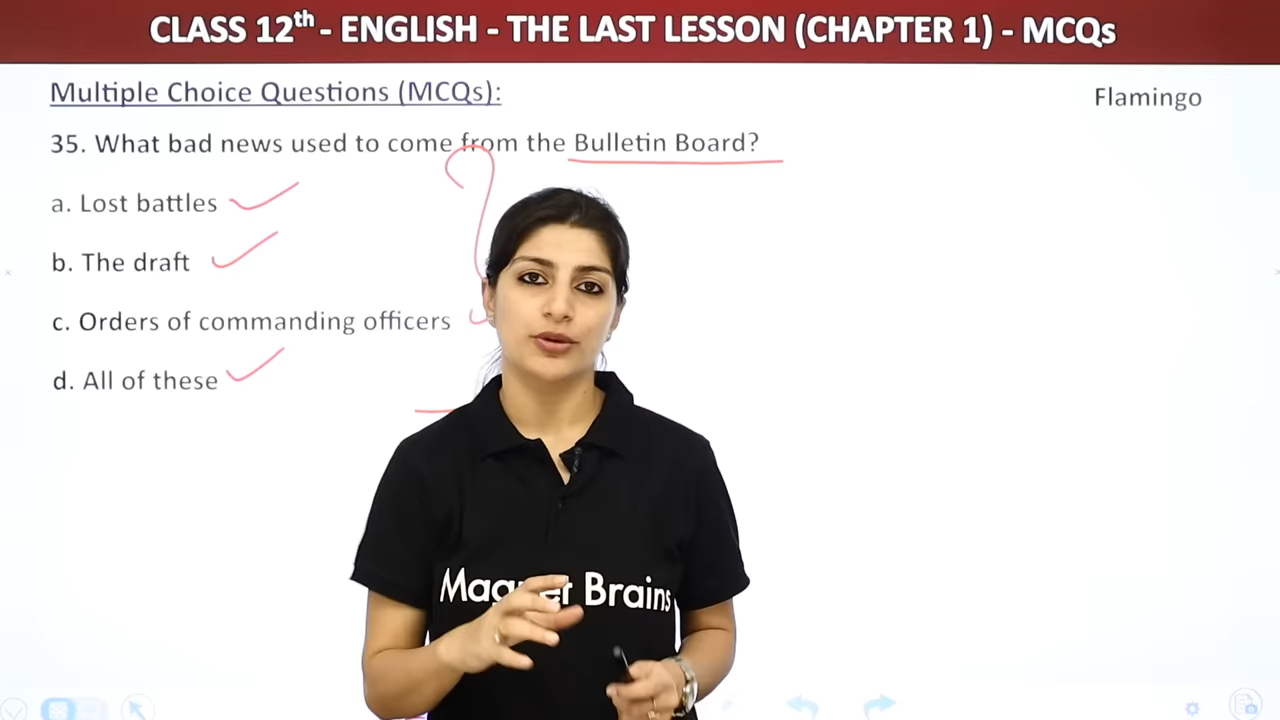 CLASS 12th - ENGLISH - THE LAST LESSON (CHAPTER 1) - MCQs
Multiple Choice Questions (MCQs):
Flamingo
35. What bad news used to come from the Bulletin Board?
a. Lost battles
b. The draft
c. Orders of commanding officers
d. All of these
Magnet Brains